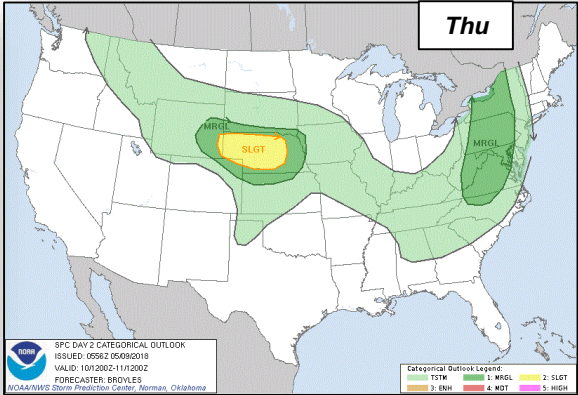 Thu
MRGL
SLGT
MRGL
NOAA
SPC DAY 2 CATEGORICAL OUTLOOK
ISSUED: 0556Z 05/09/2018
VALID: 10/1200Z-11/1200Z
FORECASTER: BROYLES
NOAA/NWS Storm Prediction Center, Norman, Oklahoma
Categorical Outlook Legend:
TSTM 1: MRGL 2: SLGT
3: ENH 4: MDT 5: HIGH